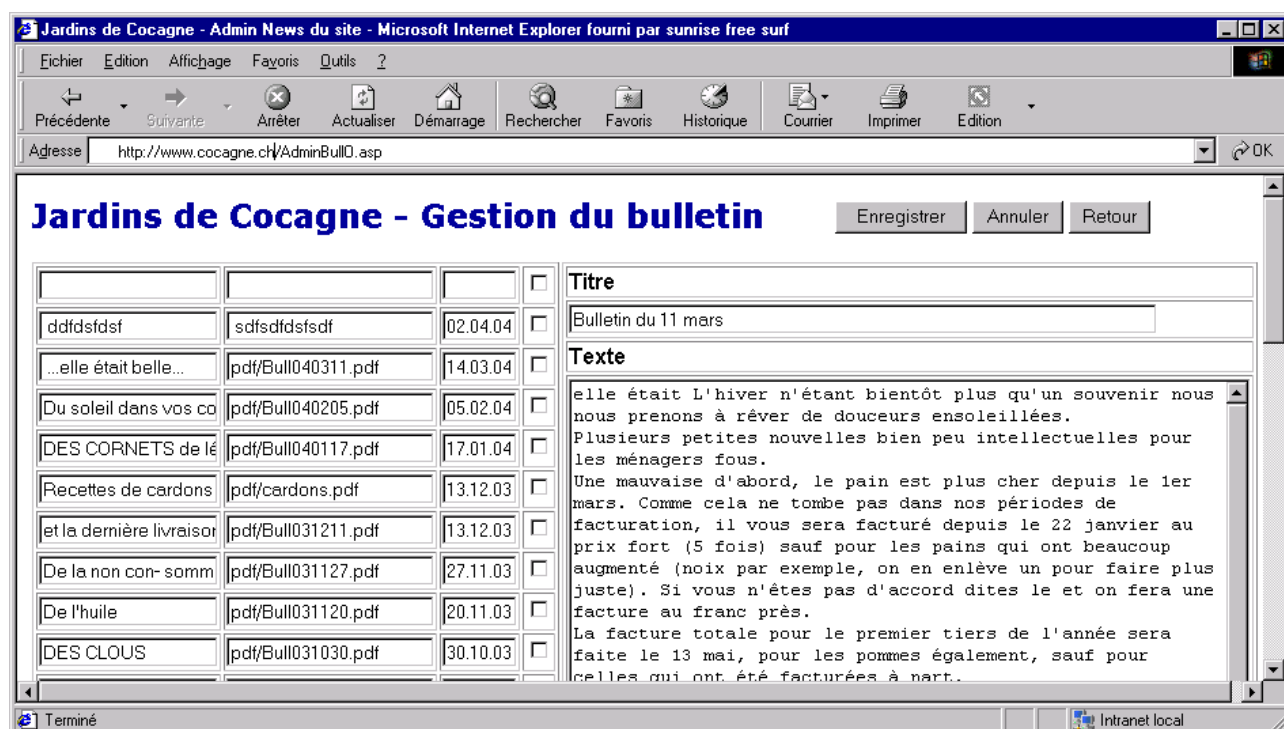 Jardins de Cocagne - Admin News du site - Microsoft Internet Explorer fourni par sunrise free surf
Fichier Edition Affichage Favoris Outils ?
Précédente Suivante Arrêter Actualiser Démarrage Rechercher Favoris Historique Courrier Imprimer Edition
Adresse http://www.cocagne.ch/AdminBullO.asp OK
Jardins de Cocagne - Gestion du bulletin Enregistrer Annuler Retour
ddfdsfdsf sdfsdfdsfsdf 02.04.04
...elle était belle... pdf/Bull040311.pdf 14.03.04
Du soleil dans vos co pdf/Bull040205.pdf 05.02.04
DES CORNETS de lé pdf/Bull040117.pdf 17.01.04
Recettes de cardons pdf/cardons.pdf 13.12.03
et la dernière livraison pdf/Bull031211.pdf 13.12.03
De la non con- somm pdf/Bull031127.pdf 27.11.03
De l'huile pdf/Bull031120.pdf 20.11.03
DES CLOUS pdf/Bull031030.pdf 30.10.03
Titre
Bulletin du 11 mars
Texte
elle était L'hiver n'étant bientôt plus qu'un souvenir nous
nous prenons à rêver de douceurs ensoleillées.
Plusieurs petites nouvelles bien peu intellectuelles pour
les ménagers fous.
Une mauvaise d'abord, le pain est plus cher depuis le 1er
mars. Comme cela ne tombe pas dans nos périodes de
facturation, il vous sera facturé depuis le 22 janvier au
prix fort (5 fois) sauf pour les pains qui ont beaucoup
augmenté (noix par exemple, on en enlève un pour faire plus
juste). Si vous n'êtes pas d'accord dites le et on fera une
facture au franc près.
La facture totale pour le premier tiers de l'année sera
faite le 13 mai, pour les pommes également, sauf pour
celles qui ont été facturées à part.
Terminé Intranet local